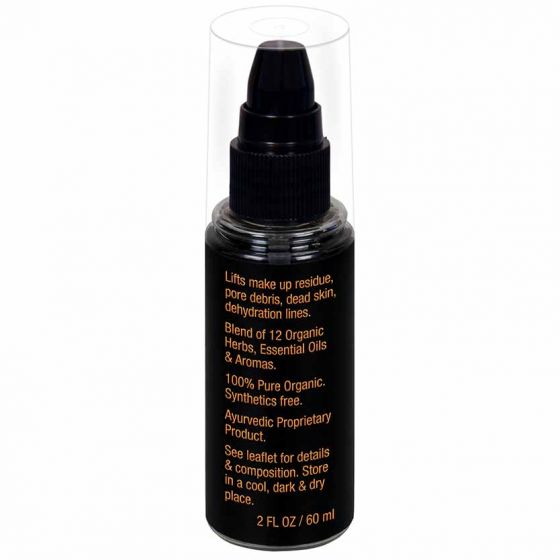 Lifts make up residue,
pore debris, dead skin,
dehydration lines.
Blend of 12 Organic
Herbs, Essential Oils
& Aromas.
100% Pure Organic.
Synthetics free.
Ayurvedic Proprietary
Product.
See leaflet for details
& composition. Store
in a cool, dark & dry
place.
2 FL OZ / 60 ml